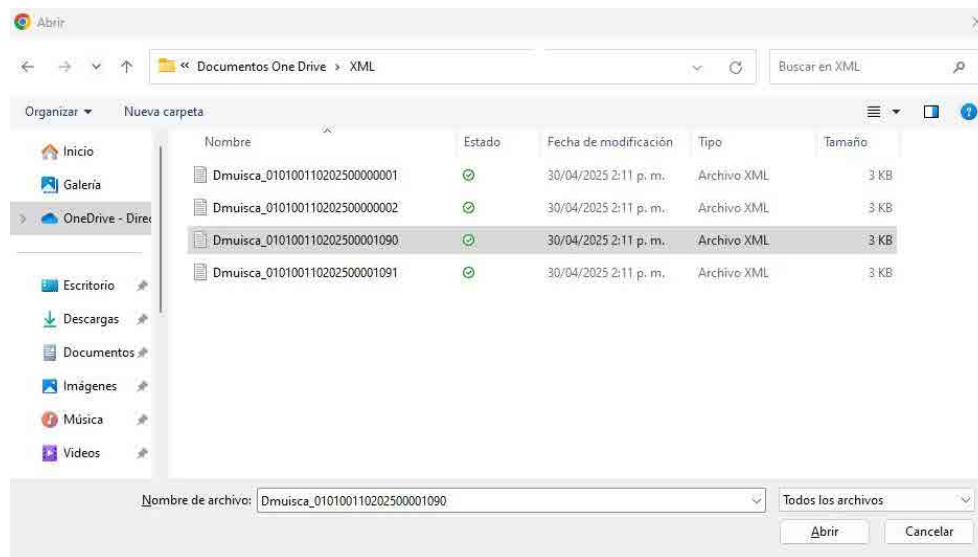 Abrir
« Documentos One Drive › XML
Buscar en XML
Organizar Nueva carpeta
Nombre Estado Fecha de modificación Tipo Tamaño
Inicio
Galería
OneDrive - Direc
Escritorio
Descargas
Documentos
Imágenes
Música
Videos
Dmuisca_010100110202500000001 30/04/2025 2:11 p. m. Archivo XML 3 KB
Dmuisca_010100110202500000002 30/04/2025 2:11 p. m. Archivo XML 3 KB
Dmuisca_010100110202500001090 30/04/2025 2:11 p. m. Archivo XML 3 KB
Dmuisca_010100110202500001091 30/04/2025 2:11 p. m. Archivo XML 3 KB
Nombre de archivo: Dmuisca_010100110202500001090
Todos los archivos
Abrir Cancelar